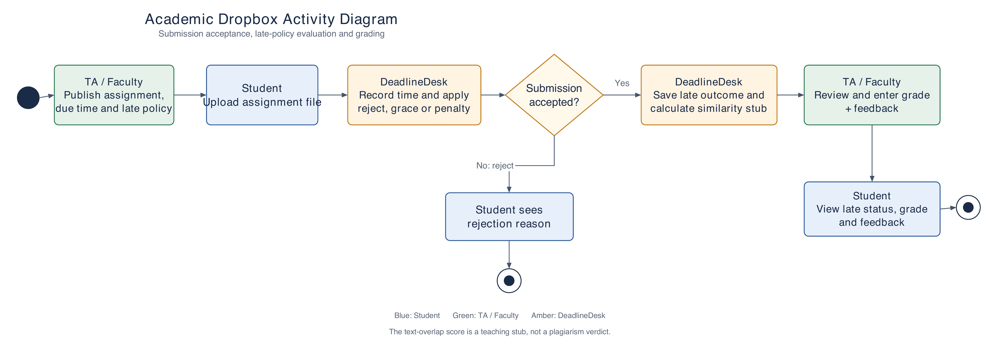 Academic Dropbox Activity Diagram
Submission acceptance, late-policy evaluation and grading
TA / Faculty
Publish assignment,
due time and late policy
Student
Upload assignment file
DeadlineDesk
Record time and apply
reject, grace or penalty
Submission
accepted?
Yes
DeadlineDesk
Save late outcome and
calculate similarity stub
TA / Faculty
Review and enter grade
+ feedback
No: reject
Student sees
rejection reason
Student
View late status, grade
and feedback
Blue: Student Green: TA / Faculty Amber: DeadlineDesk
The text-overlap score is a teaching stub, not a plagiarism verdict.